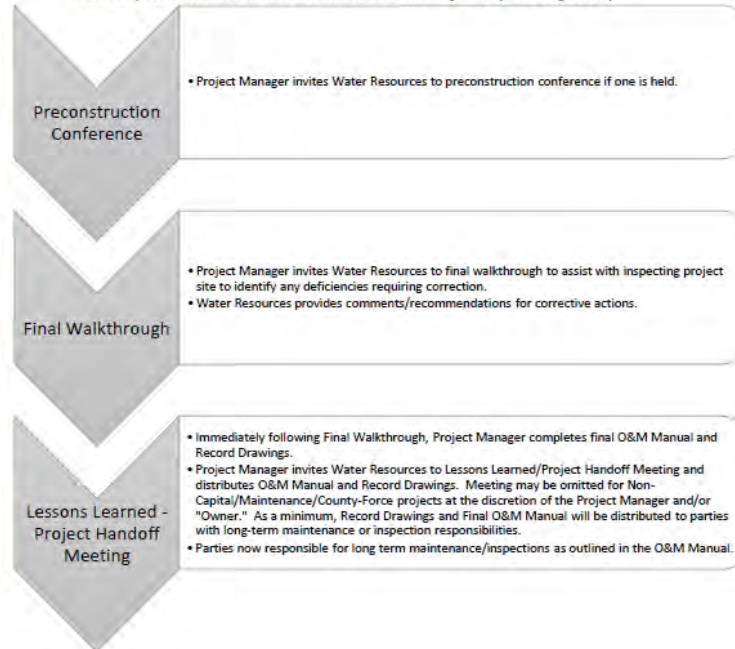 Preconstruction
Conference
• Project Manager invites Water Resources to preconstruction conference if one is held.
Final Walkthrough
• Project Manager invites Water Resources to final walkthrough to assist with inspecting project
site to identify any deficiencies requiring correction.
• Water Resources provides comments/recommendations for corrective actions.
Lessons Learned -
Project Handoff
Meeting
• Immediately following Final Walkthrough, Project Manager completes final O&M Manual and
Record Drawings.
• Project Manager invites Water Resources to Lessons Learned/Project Handoff Meeting and
distributes O&M Manual and Record Drawings.  Meeting may be omitted for Non-
Capital/Maintenance/County-Force projects at the discretion of the Project Manager and/or
"Owner."  As a minimum, Record Drawings and Final O&M Manual will be distributed to parties
with long-term maintenance or inspection responsibilities.
• Parties now responsible for long term maintenance/inspections as outlined in the O&M Manual.